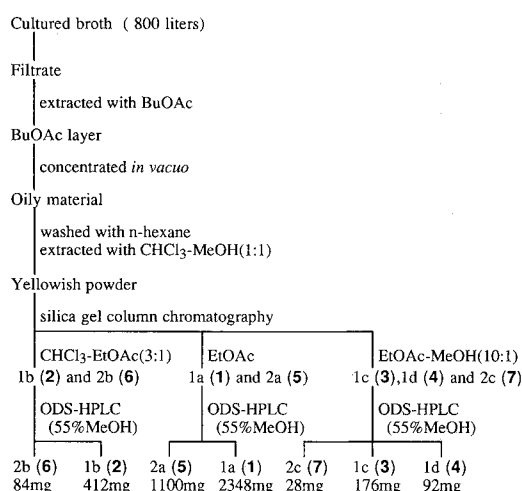 Cultured broth ( 800 liters)
Filtrate
extracted with BuOAc
BuOAc layer
concentrated in vacuo
Oily material
washed with n-hexane
extracted with CHCl3-MeOH(1:1)
Yellowish powder
silica gel column chromatography
CHCl3-EtOAc(3:1) EtOAc EtOAc-MeOH(10:1)
1b (2) and 2b (6) 1a (1) and 2a (5) 1c (3),1d (4) and 2c (7)
ODS-HPLC ODS-HPLC ODS-HPLC
(55%MeOH) (55%MeOH) (55%MeOH)
2b (6) 1b (2) 2a (5) 1a (1) 2c (7) 1c (3) 1d (4)
84mg 412mg 1100mg 2348mg 28mg 176mg 92mg